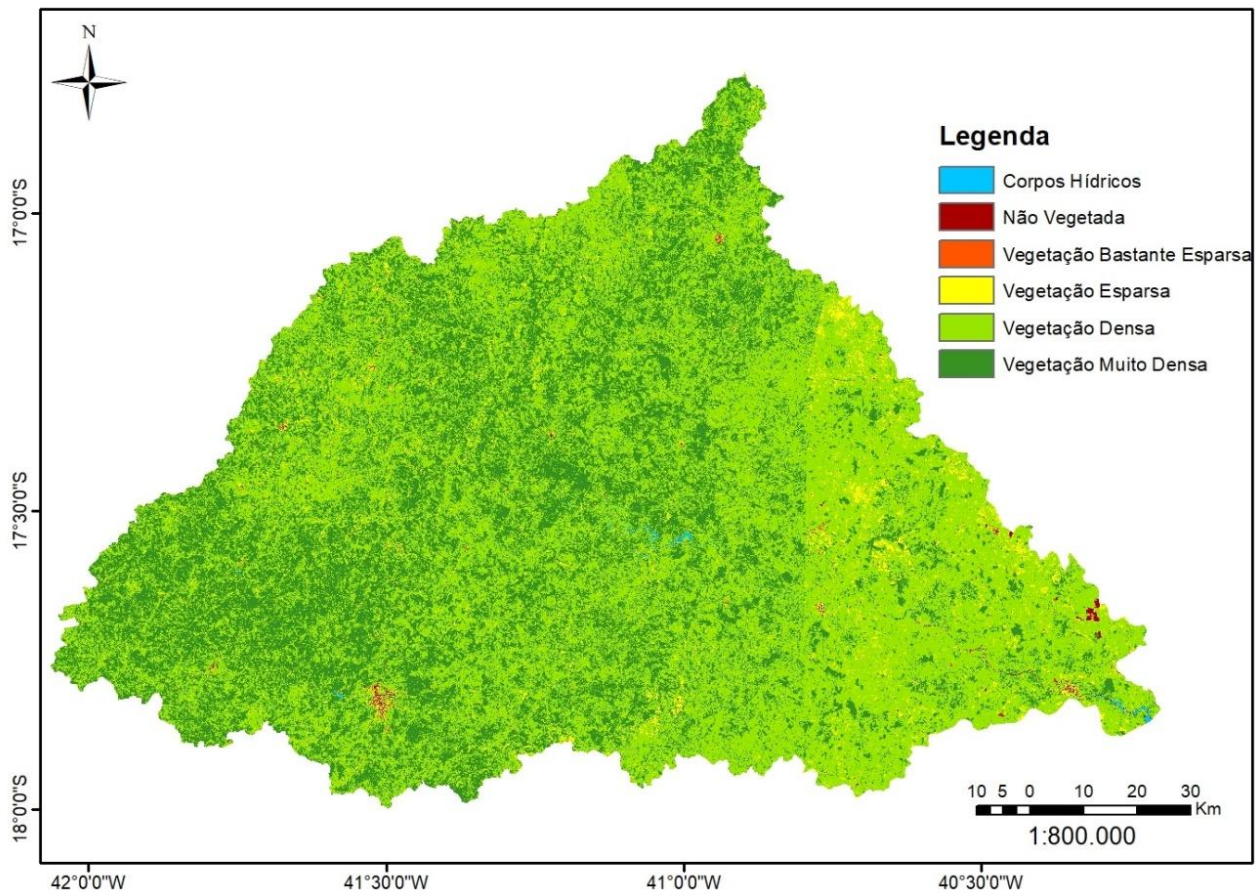 N
Legenda
Corpos Hídricos
Não Vegetada
Vegetação Bastante Esparsa
Vegetação Esparsa
Vegetação Densa
Vegetação Muito Densa
17°0'0"S
17°30'0"S
18°0'0"S
10 5 0 10 20 30
Km
1:800.000
42°0'0"W 41°30'0"W 41°0'0"W 40°30'0"W